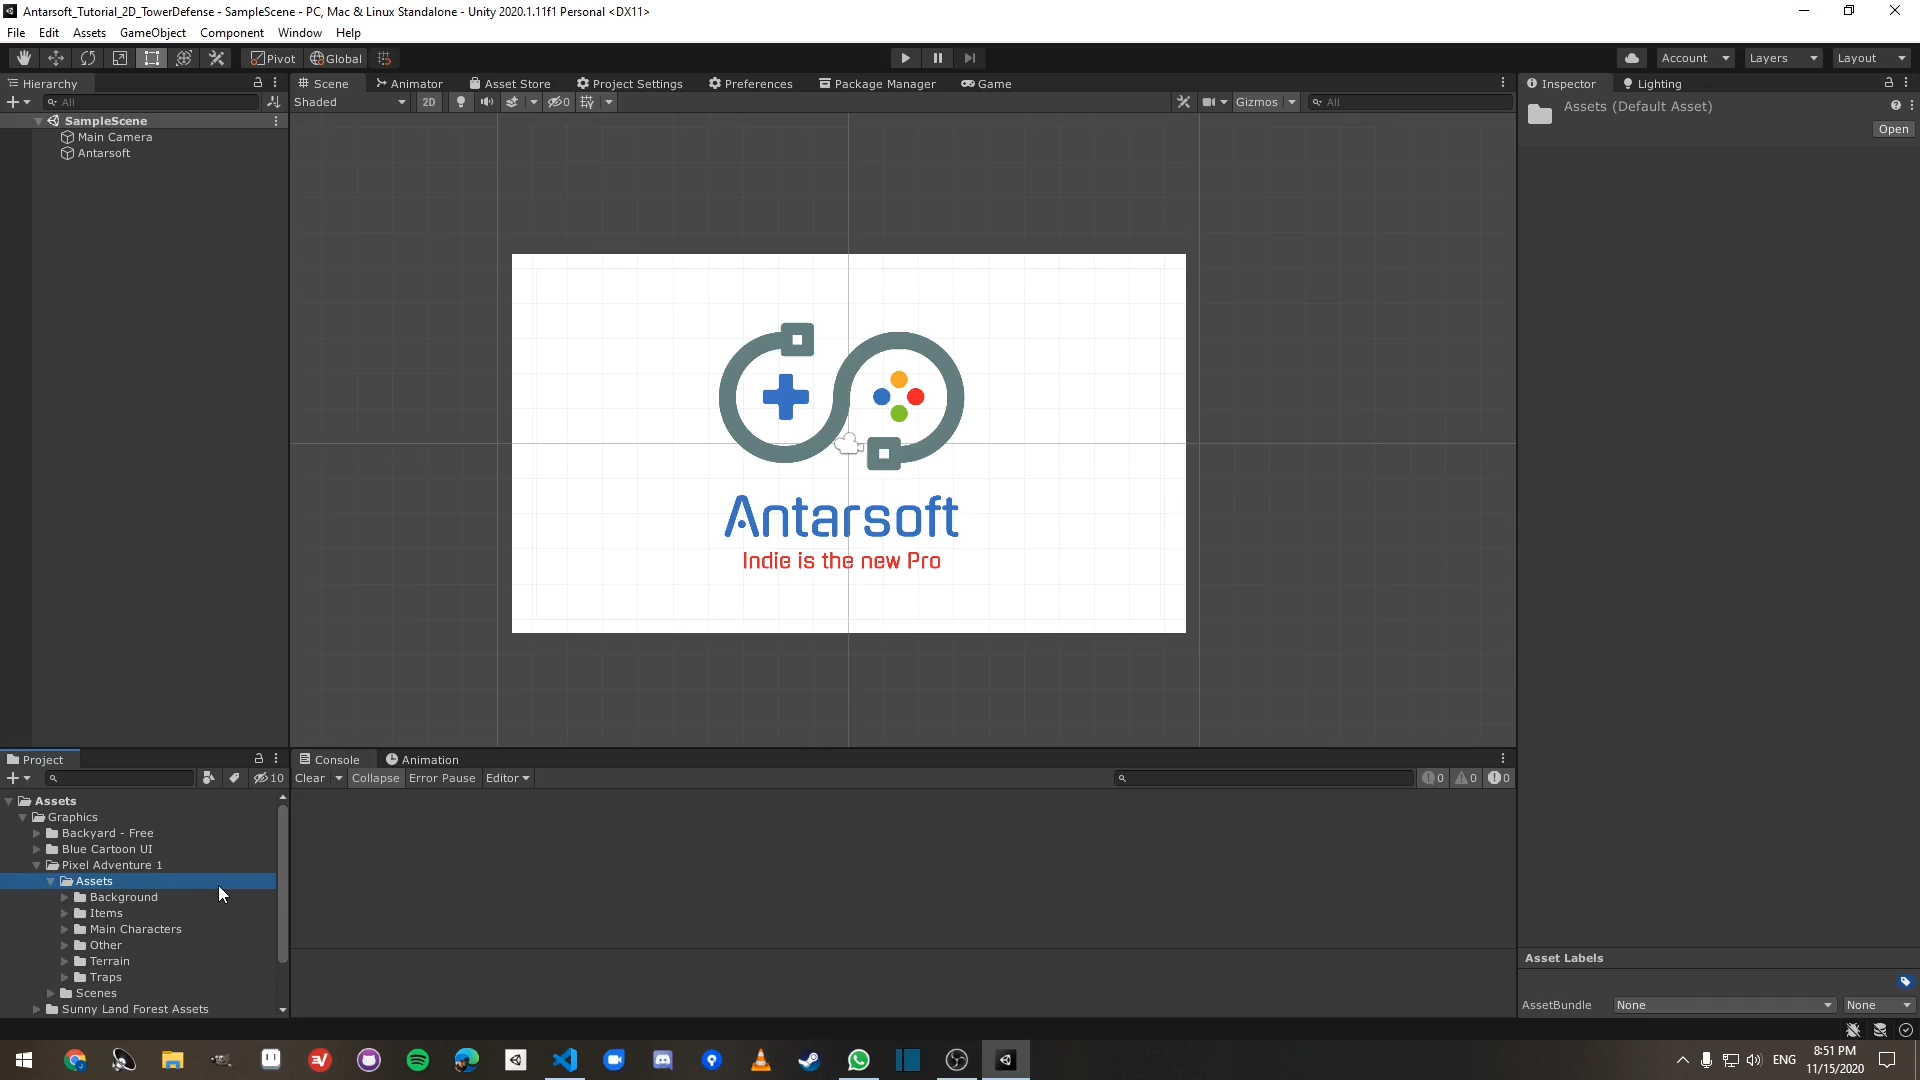 Antarsoft_Tutorial_2D_TowerDefense - SampleScene - PC, Mac & Linux Standalone - Unity 2020.1.11f1 Personal <DX11>
File Edit Assets GameObject Component Window Help
Pivot Global Account Layers Layout
Hierarchy Scene Animator Asset Store Project Settings Preferences Package Manager Game Inspector Lighting
All Shaded 2D 0 Gizmos All Assets (Default Asset)
SampleScene Open
Main Camera
Antarsoft
Antarsoft
Indie is the new Pro
Project Console Animation
10 Clear Collapse Error Pause Editor 0 0 0
Assets
Graphics
Backyard - Free
Blue Cartoon UI
Pixel Adventure 1
Assets
Background
Items
Main Characters
Other
Terrain
Traps
Scenes
Sunny Land Forest Assets
Asset Labels
AssetBundle None None
ENG 8:51 PM
11/15/2020